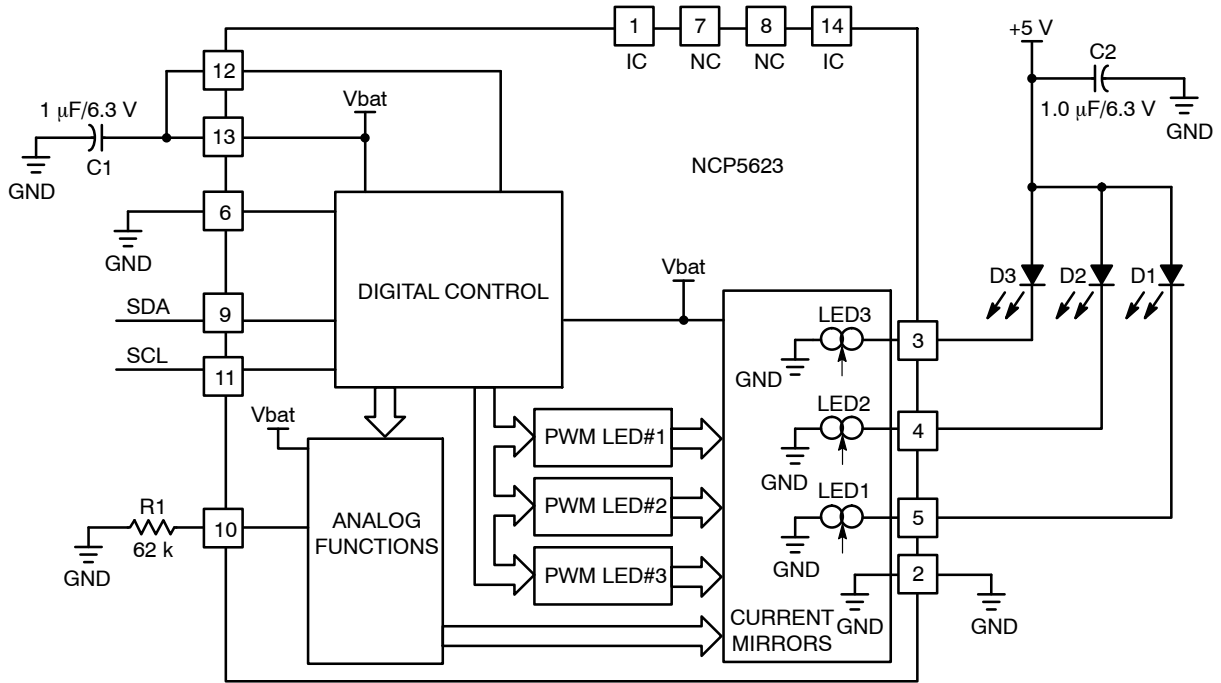 1
7
8
14
IC
NC
NC
IC
+5 V
C2
1.0 μF/6.3 V
GND
12
1 μF/6.3 V
C1
GND
13
Vbat
NCP5623
6
GND
DIGITAL CONTROL
Vbat
SDA
9
SCL
11
D3
D2
D1
LED3
GND
3
LED2
GND
4
LED1
GND
5
Vbat
PWM LED#1
PWM LED#2
PWM LED#3
R1
62 k
GND
10
ANALOG
FUNCTIONS
2
GND
GND
CURRENT
MIRRORS